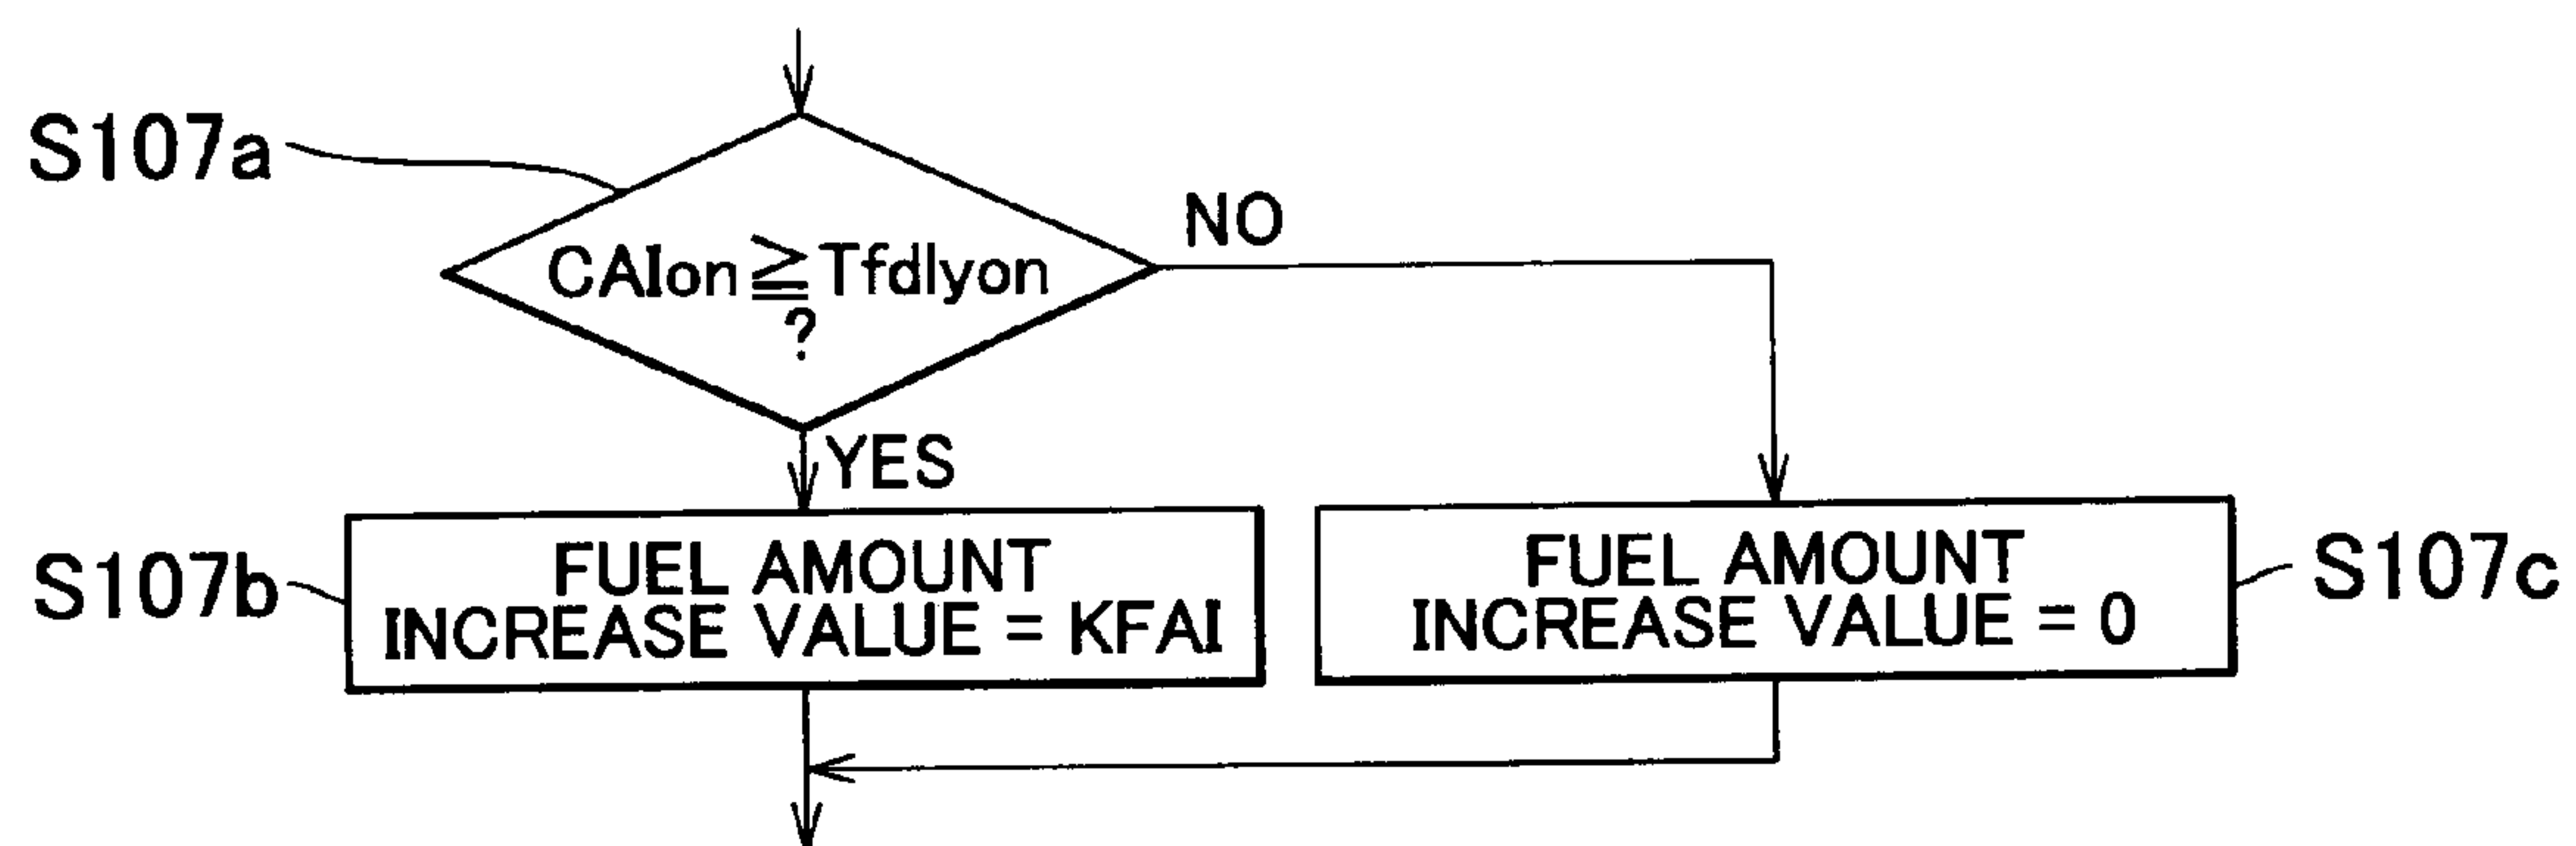 S107a
CAIon≧Tfdlyon
?
NO
YES
S107b
FUEL AMOUNT
INCREASE VALUE = KFAI
FUEL AMOUNT
INCREASE VALUE = 0
S107c